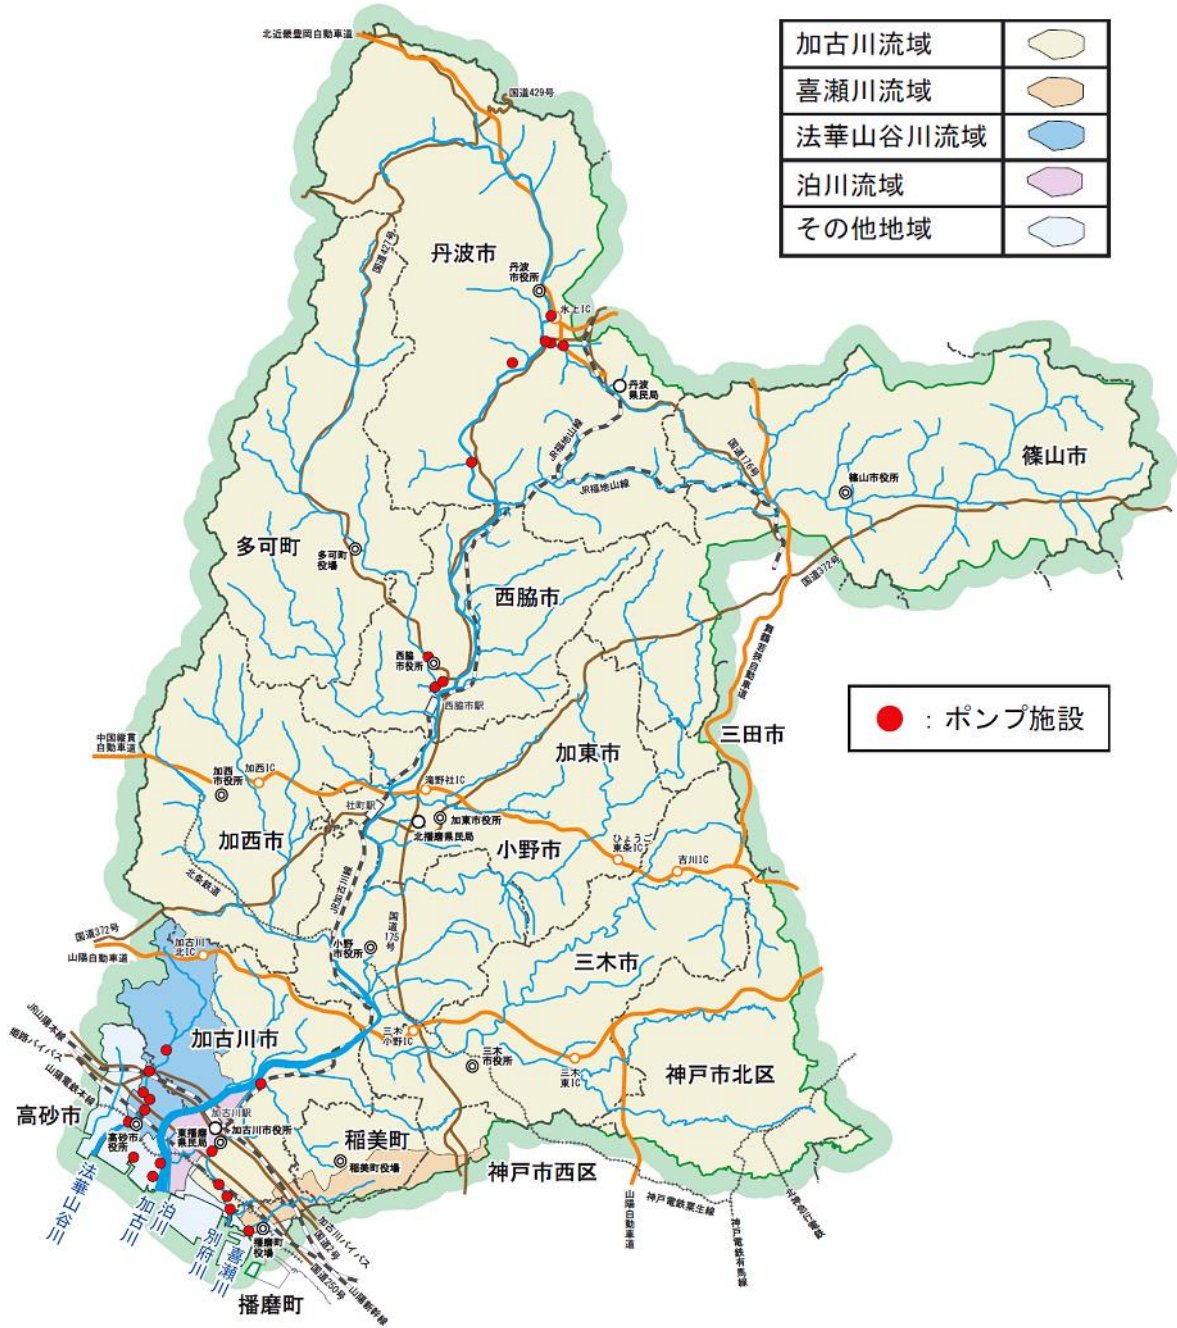 北近畿豊岡自動車道
国道429号
加古川流域
喜瀬川流域
法華山谷川流域
泊川流域
その他地域
国道427号
丹波市
丹波
市役所
氷上IC
丹波
県民局
JR福地山線
JR福地山線
国道176号
篠山市
篠山市役所
多可町
多可町
役場
国道372号
西脇市
西脇
市役所
西脇市駅
舞鶴若狭自動車道
：ポンプ施設
三田市
中国縦貫
自動車道
加西
市役所
加西IC
滝野社IC
加東市
社町駅
加東市役所
北播磨県民局
加西市
小野市
ひょうご
東条IC
吉川IC
北条鉄道
JR加古川線
国道175号
国道372号
山陽自動車道
加古川
北IC
小野
市役所
三木市
JR山陽本線
姫路バイパス
山陽電鉄本線
加古川市
三木
小野IC
三木
市役所
三木
東IC
神戸市北区
高砂市
高砂市
役所
加古川駅
東播磨
県民局
加古川市役所
稲美町
稲美町役場
神戸市西区
法華山谷川
加古川
泊川
別府川
喜瀬川
播磨町
役場
播磨町
加古川バイパス
国道2号
国道250号
山陽新幹線
山陽自動車道
神戸電鉄粟生線
神戸電鉄有馬線